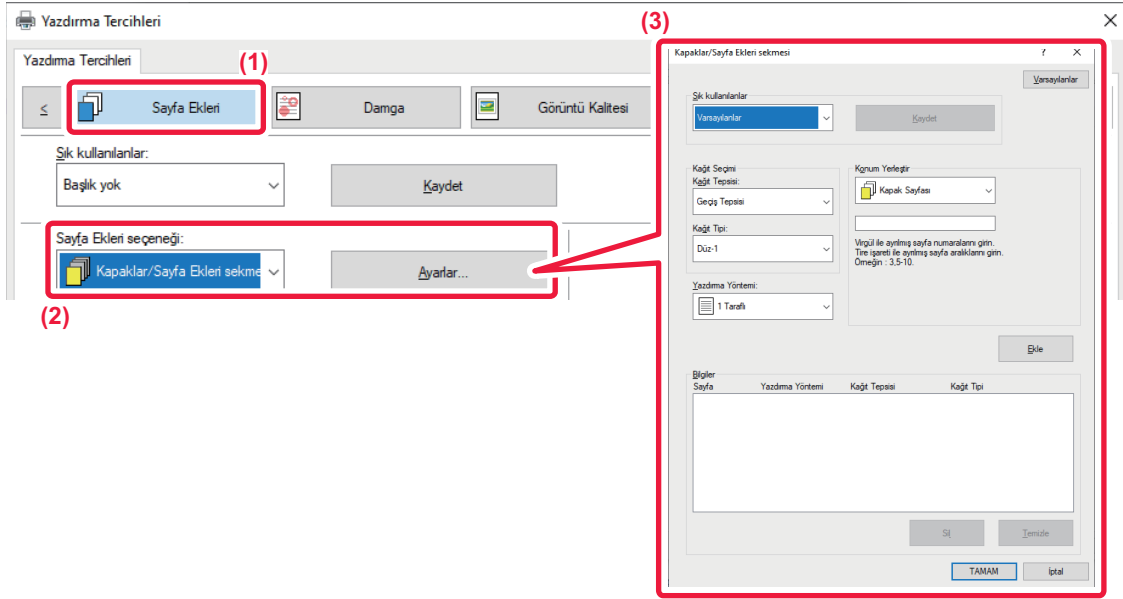 Yazdırma Tercihleri
Yazdırma Tercihleri
(1)
<
Sayfa Ekleri
Damga
Görüntü Kalitesi
Sık kullanılanlar:
Başlık yok
Kaydet
Sayfa Ekleri seçeneği:
Kapaklar/Sayfa Ekleri sekme
Ayarlar...
(2)
(3)
Kapaklar/Sayfa Ekleri sekmesi
?
Varsayılanlar
Şık kullanılanlar
Varsayılanlar
Kaydet
Kağıt Seçimi
Kağıt Tepsisi:
Geçiş Tepsisi
Kağıt Tipi:
Düz-1
Yazdırma Yöntemi:
1 Taraflı
Konum Yerleştir
Kapak Sayfası
Virgül ile ayrılmış sayfa numaralarını girin.
Tire işareti ile ayrılmış sayfa aralıklarını girin.
Örneğin : 3,5-10.
Ekle
Bilgiler
Sayfa Yazdırma Yöntemi Kağıt Tepsisi Kağıt Tipi
Sil
Temizle
TAMAM
İptal